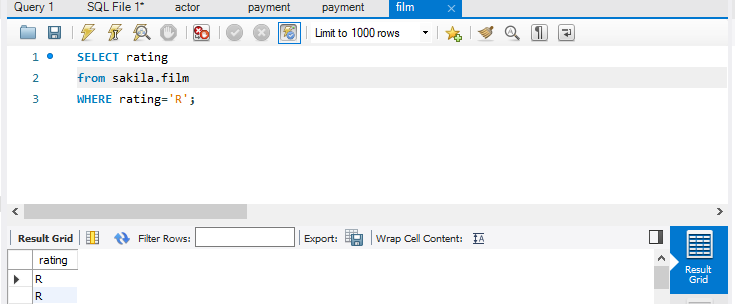 Query 1 SQL File 1* actor payment payment film
Limit to 1000 rows
1 SELECT rating
2 from sakila.film
3 WHERE rating='R';
Result Grid Filter Rows: Export: Wrap Cell Content: IA
rating
R
R
Result
Grid